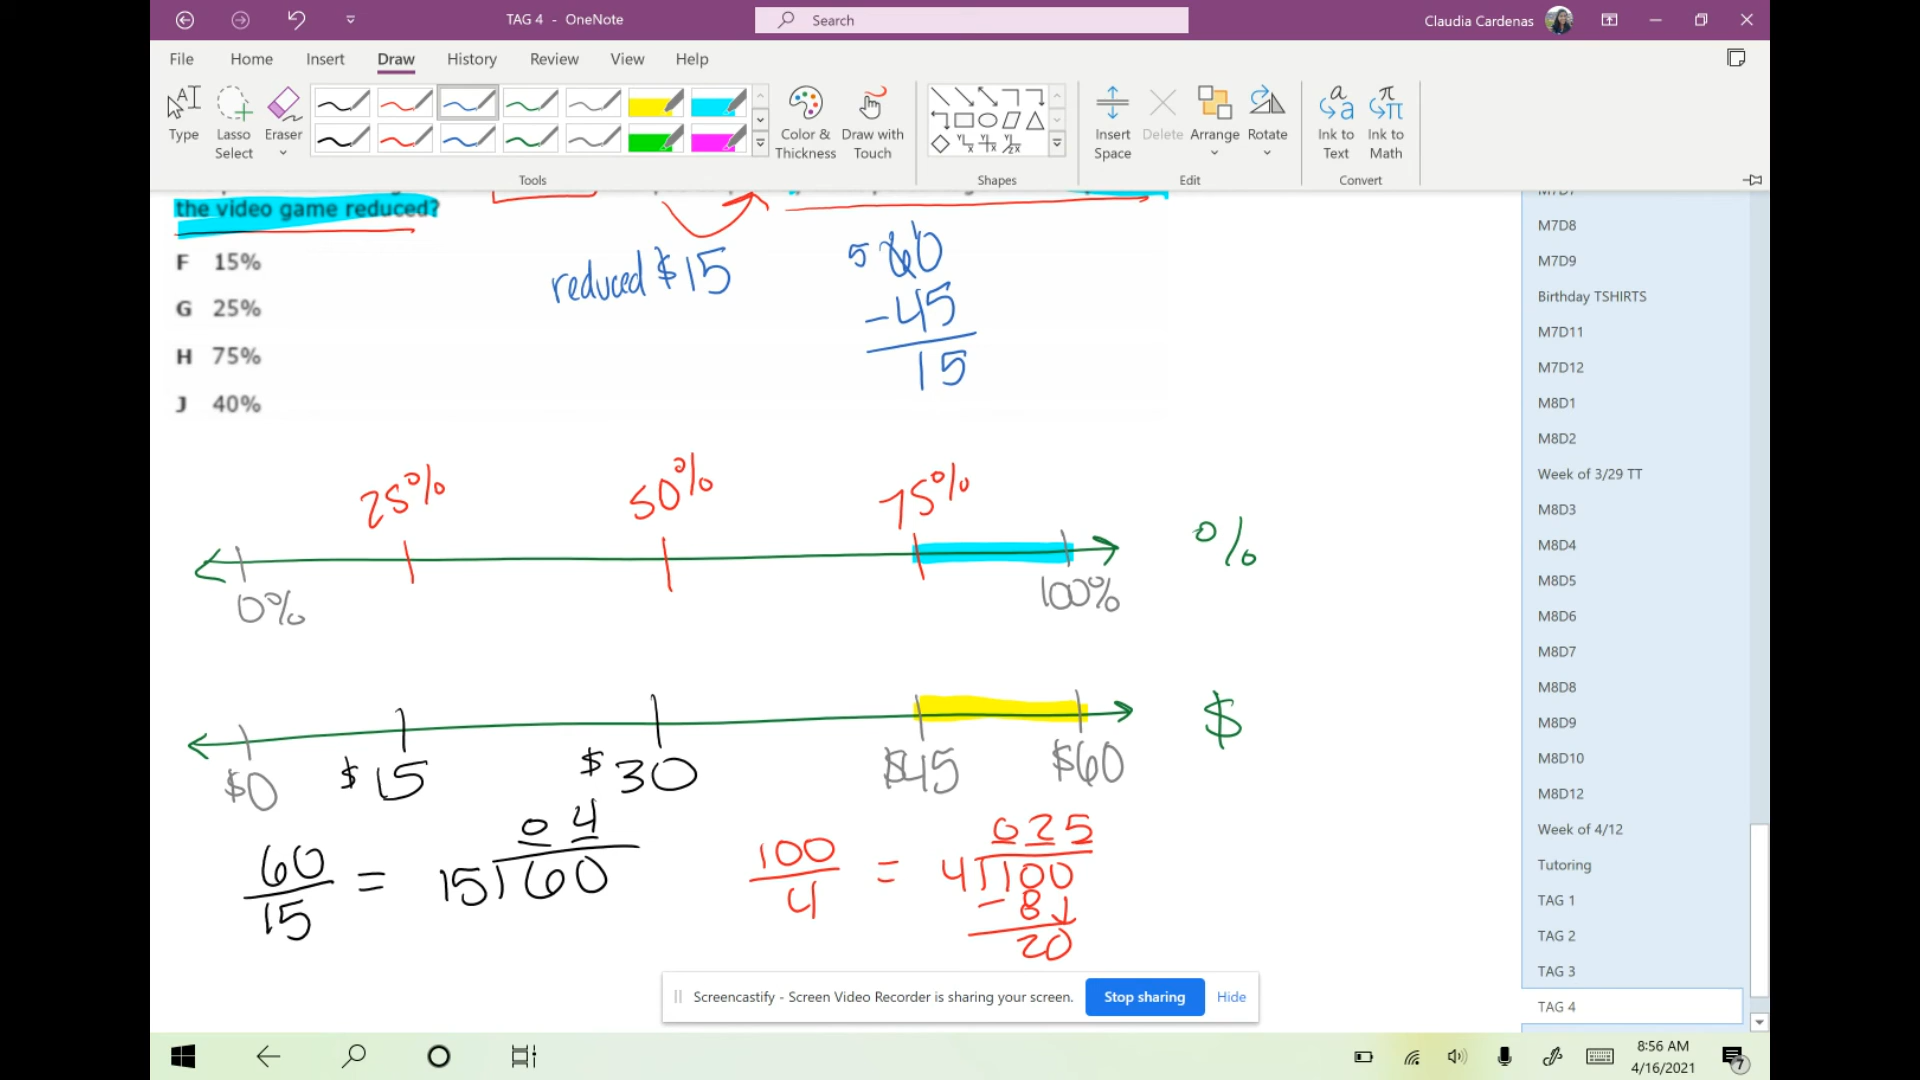 TAG 4 - OneNote
Search
Claudia Cardenas
File Home Insert Draw History Review View Help
Type
Lasso Select
Eraser
Color & Thickness
Draw with Touch
Insert Space
Delete
Arrange
Rotate
Ink to Text
Ink to Math
Tools
Shapes
Edit
Convert
the video game reduced?
F 15%
G 25%
H 75%
J 40%
reduced $15
5 60
-45
15
25% 50% 75%
0% 100% %
$0 $15 $30 $45 $60 $
60/15 = 15)60 04
100/4 = 4)100 025
-8
20
M7D7
M7D8
M7D9
Birthday TSHIRTS
M7D11
M7D12
M8D1
M8D2
Week of 3/29 TT
M8D3
M8D4
M8D5
M8D6
M8D7
M8D8
M8D9
M8D10
M8D12
Week of 4/12
Tutoring
TAG 1
TAG 2
TAG 3
TAG 4
Screencastify - Screen Video Recorder is sharing your screen. Stop sharing Hide
8:56 AM
4/16/2021
7